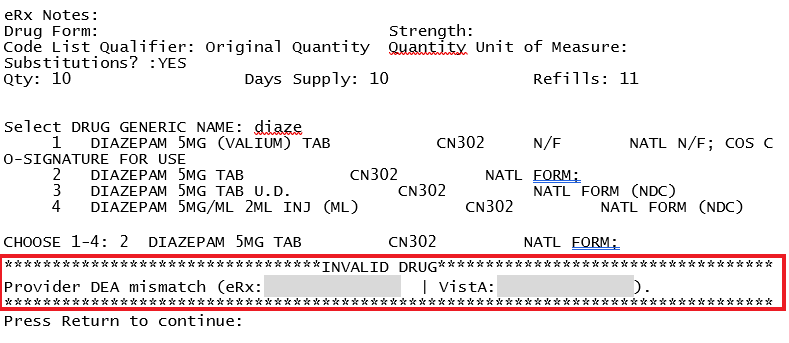 eRx Notes:
Drug Form: Strength:
Code List Qualifier: Original Quantity Quantity Unit of Measure:
Substitutions? :YES
Qty: 10 Days Supply: 10 Refills: 11
Select DRUG GENERIC NAME: diaze
1 DIAZEPAM 5MG (VALIUM) TAB CN302 N/F NATL N/F; COS C
O-SIGNATURE FOR USE
2 DIAZEPAM 5MG TAB CN302 NATL FORM;
3 DIAZEPAM 5MG TAB U.D. CN302 NATL FORM (NDC)
4 DIAZEPAM 5MG/ML 2ML INJ (ML) CN302 NATL FORM (NDC)
CHOOSE 1-4: 2 DIAZEPAM 5MG TAB CN302 NATL FORM;
*********************************INVALID DRUG***********************************
Provider DEA mismatch (eRx: | VistA: ).
********************************************************************************
Press Return to continue: